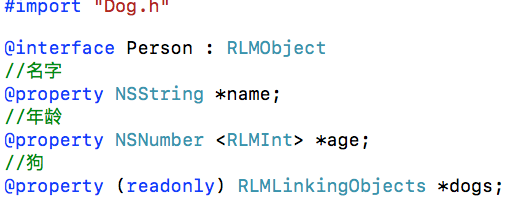 #import "Dog.h"
@interface Person : RLMObject
//名字
@property NSString *name;
//年龄
@property NSNumber <RLMInt> *age;
//狗
@property (readonly) RLMLinkingObjects *dogs;